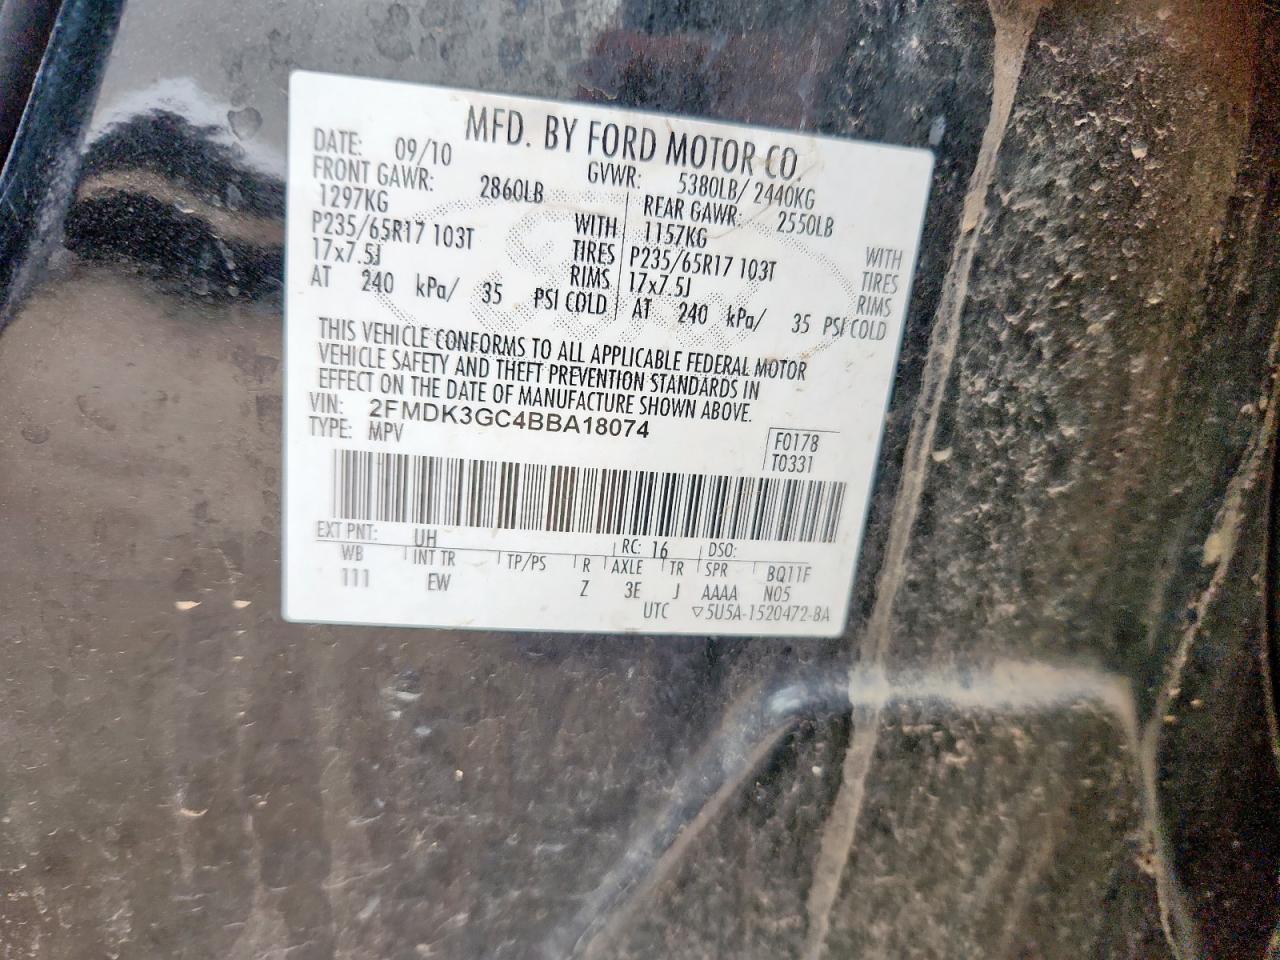 MFD. BY FORD MOTOR CO.
DATE: 09/10 GVWR: 5380LB/ 2440KG
FRONT GAWR: 2860LB REAR GAWR: 2550LB
1297KG WITH 1157KG WITH
P235/65R17 103T TIRES P235/65R17 103T TIRES
17x7.5J RIMS 17x7.5J RIMS
AT 240 kPa/ 35 PSI COLD AT 240 kPa/ 35 PSI COLD
THIS VEHICLE CONFORMS TO ALL APPLICABLE FEDERAL MOTOR
VEHICLE SAFETY AND THEFT PREVENTION STANDARDS IN
EFFECT ON THE DATE OF MANUFACTURE SHOWN ABOVE.
VIN: 2FMDK3GC4BBA18074
TYPE: MPV
F0178
T0331
EXT PNT: UH RC: 16 DSO:
WB INT TR TP/PS R AXLE TR SPR BQ11F
111 EW Z 3E J AAAA N05
UTC ▽5U5A-1520472-BA